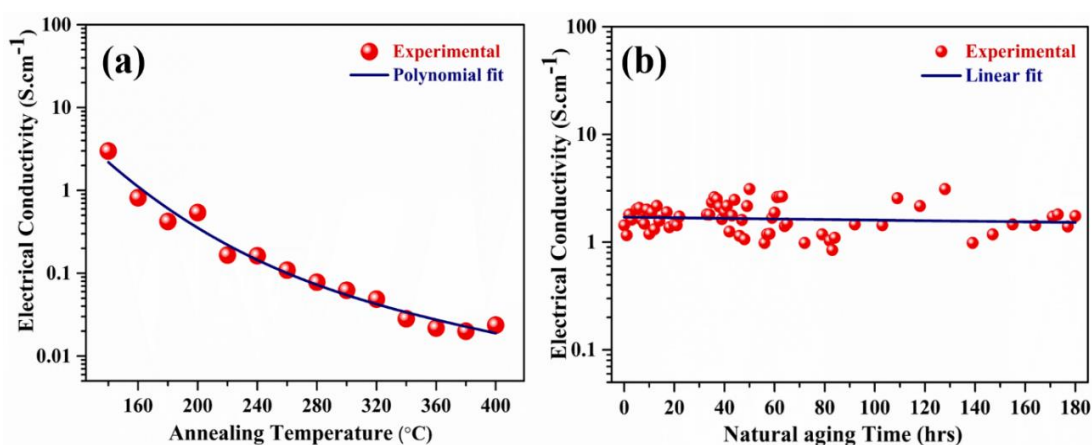 (a)
Experimental
Polynomial fit
Electrical Conductivity (S.cm⁻¹)
100
10
1
0.1
0.01
160 200 240 280 320 360 400
Annealing Temperature (°C)
(b)
Experimental
Linear fit
Electrical Conductivity (S.cm⁻¹)
100
10
1
0.1
0 20 40 60 80 100 120 140 160 180
Natural aging Time (hrs)